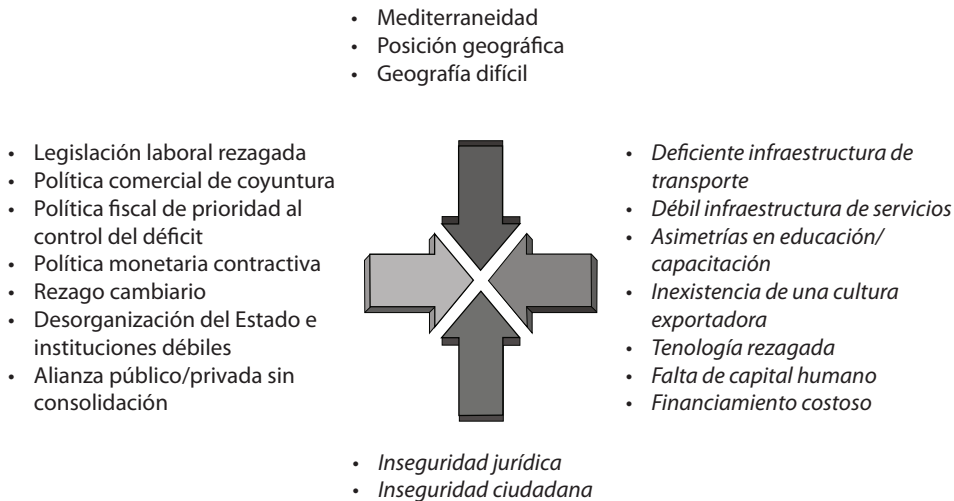 • Mediterraneidad
• Posición geográfica
• Geografía difícil
• Legislación laboral rezagada
• Política comercial de coyuntura
• Política fiscal de prioridad al
control del déficit
• Política monetaria contractiva
• Rezago cambiario
• Desorganización del Estado e
instituciones débiles
• Alianza público/privada sin
consolidación
• Deficiente infraestructura de
transporte
• Débil infraestructura de servicios
• Asimetrías en educación/
capacitación
• Inexistencia de una cultura
exportadora
• Tenología rezagada
• Falta de capital humano
• Financiamiento costoso
• Inseguridad jurídica
• Inseguridad ciudadana